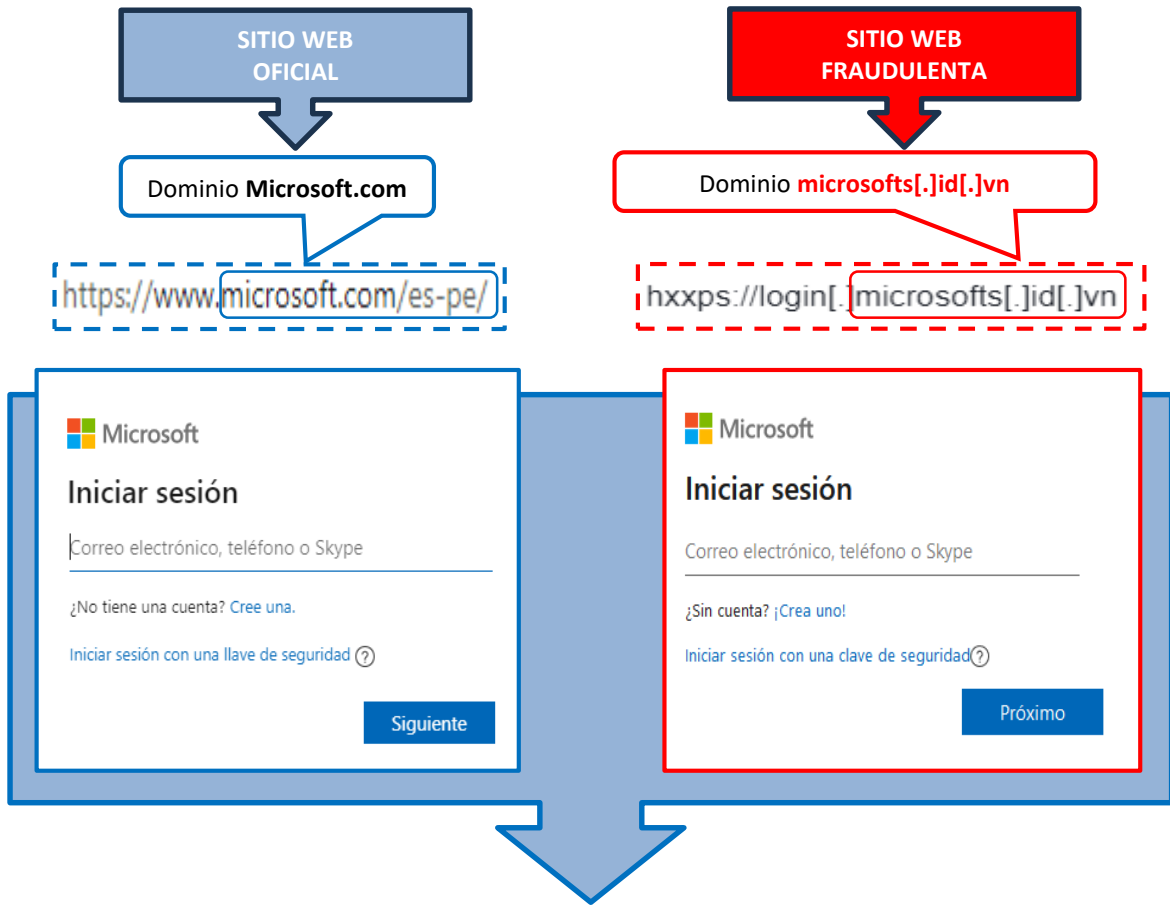 SITIO WEB
OFICIAL
SITIO WEB
FRAUDULENTA
Dominio Microsoft.com
Dominio microsofts[.]id[.]vn
https://www.microsoft.com/es-pe/
hxxps://login[.]microsofts[.]id[.]vn
Microsoft
Iniciar sesión
Correo electrónico, teléfono o Skype
¿No tiene una cuenta? Cree una.
Iniciar sesión con una llave de seguridad ?
Siguiente
Microsoft
Iniciar sesión
Correo electrónico, teléfono o Skype
¿Sin cuenta? ¡Crea uno!
Iniciar sesión con una clave de seguridad ?
Próximo